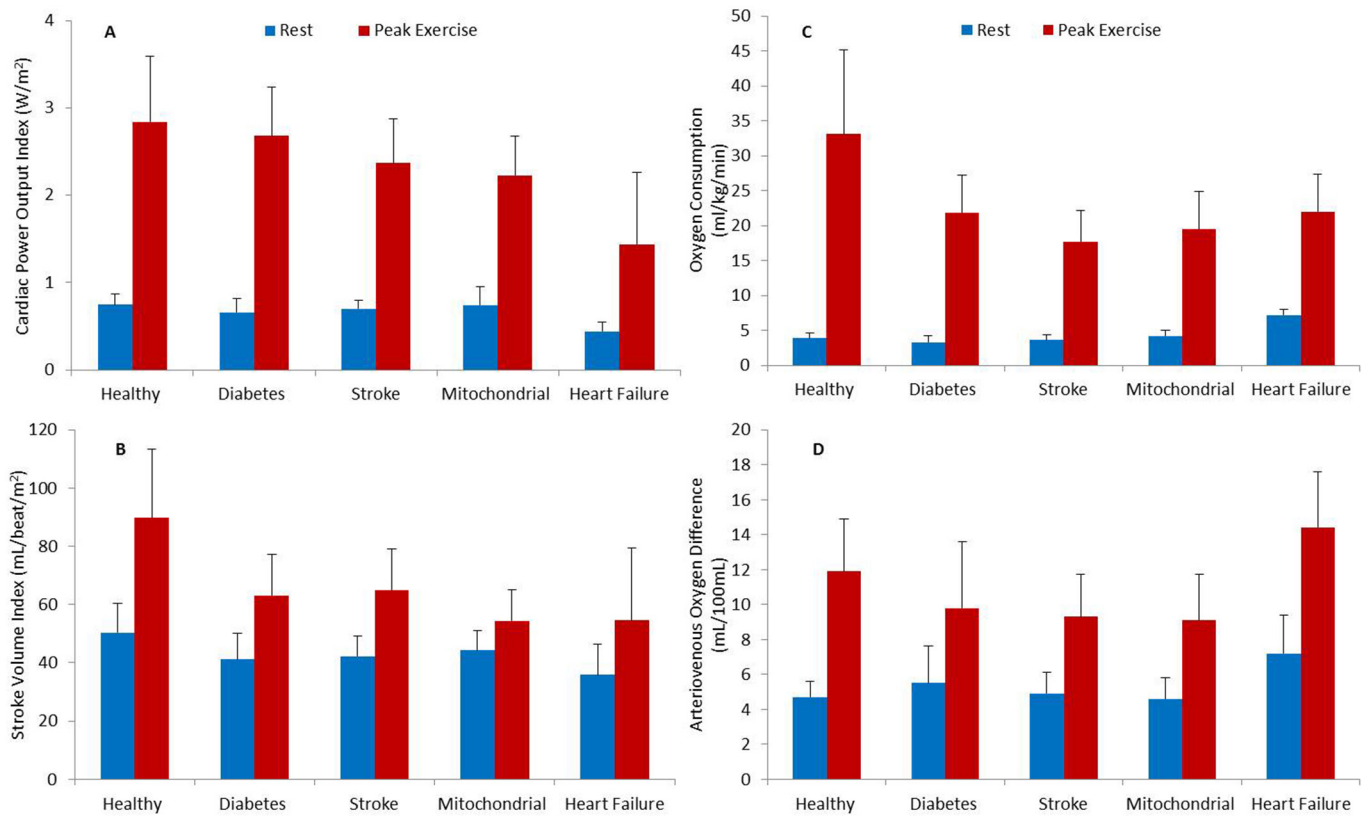 A
Rest
Peak Exercise
Cardiac Power Output Index (W/m²)
4
3
2
1
0
Healthy
Diabetes
Stroke
Mitochondrial
Heart Failure
C
Rest
Peak Exercise
Oxygen Consumption
(ml/kg/min)
50
45
40
35
30
25
20
15
10
5
0
Healthy
Diabetes
Stroke
Mitochondrial
Heart Failure
B
Stroke Volume Index (mL/beat/m²)
120
100
80
60
40
20
0
Healthy
Diabetes
Stroke
Mitochondrial
Heart Failure
D
Arteriovenous Oxygen Difference
(mL/100mL)
20
18
16
14
12
10
8
6
4
2
0
Healthy
Diabetes
Stroke
Mitochondrial
Heart Failure